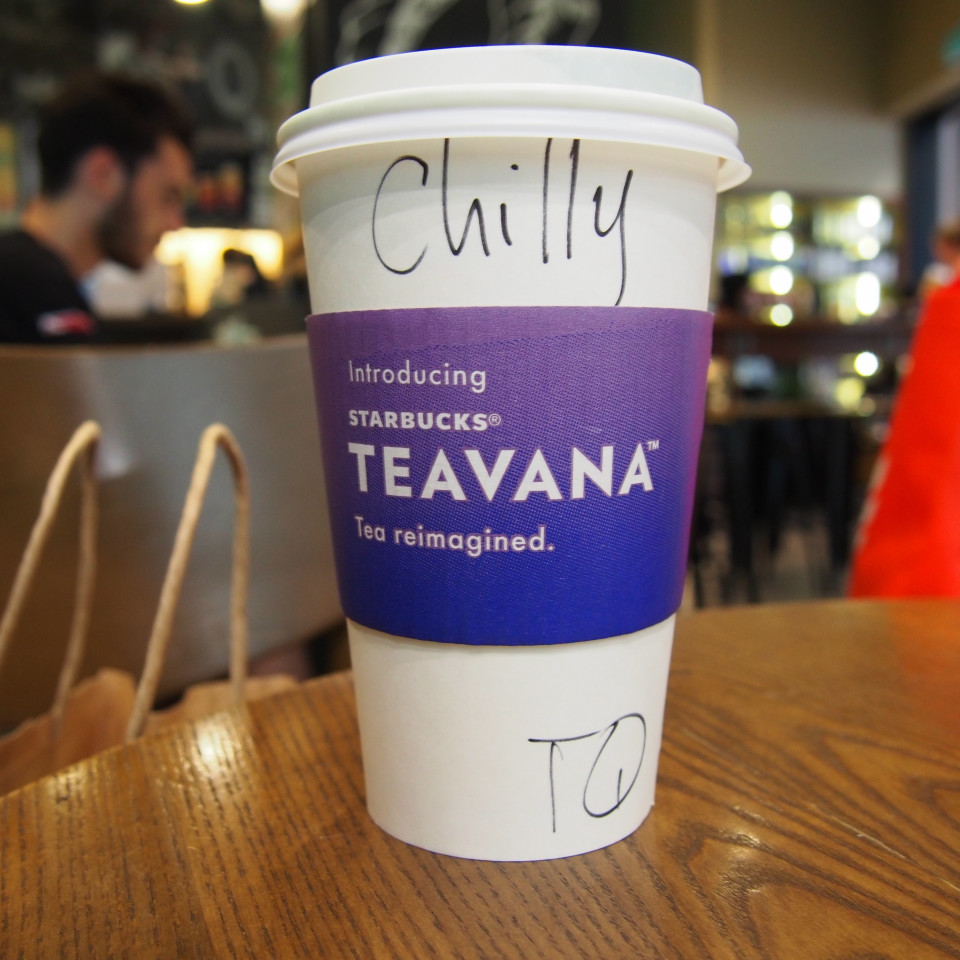 Chilly
Introducing
STARBUCKS®
TEAVANA™
Tea reimagined.
TQ